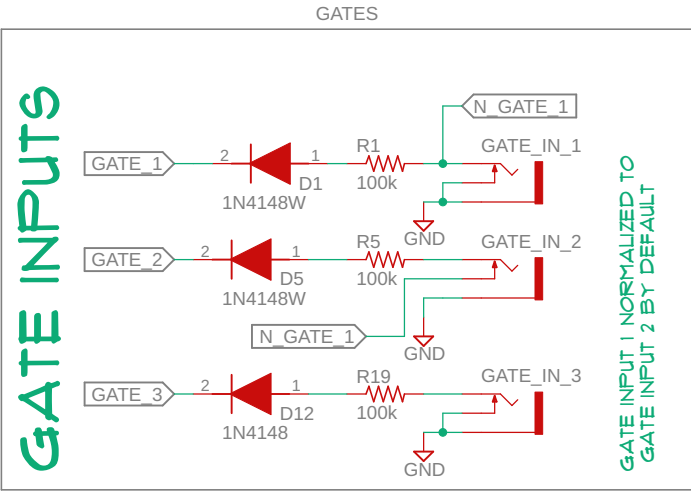 GATES
GATE INPUTS
N_GATE_1
GATE_1
2
1
D1
1N4148W
R1
100k
GATE_IN_1
GND
GATE_2
2
1
D5
1N4148W
R5
100k
GATE_IN_2
N_GATE_1
GND
GATE_3
2
1
D12
1N4148
R19
100k
GATE_IN_3
GND
GATE INPUT 1 NORMALIZED TO
GATE INPUT 2 BY DEFAULT